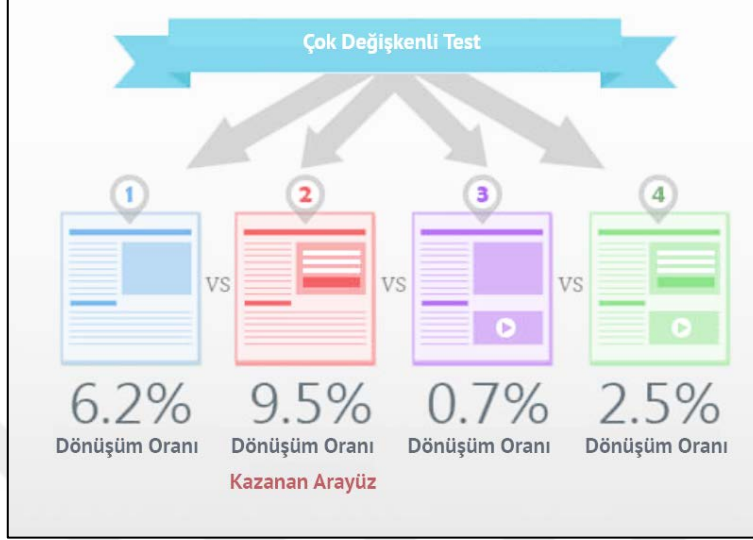 Çok Değişkenli Test
1 2 3 4
VS VS VS
6.2% 9.5% 0.7% 2.5%
Dönüşüm Oranı Dönüşüm Oranı Dönüşüm Oranı Dönüşüm Oranı
Kazanan Arayüz